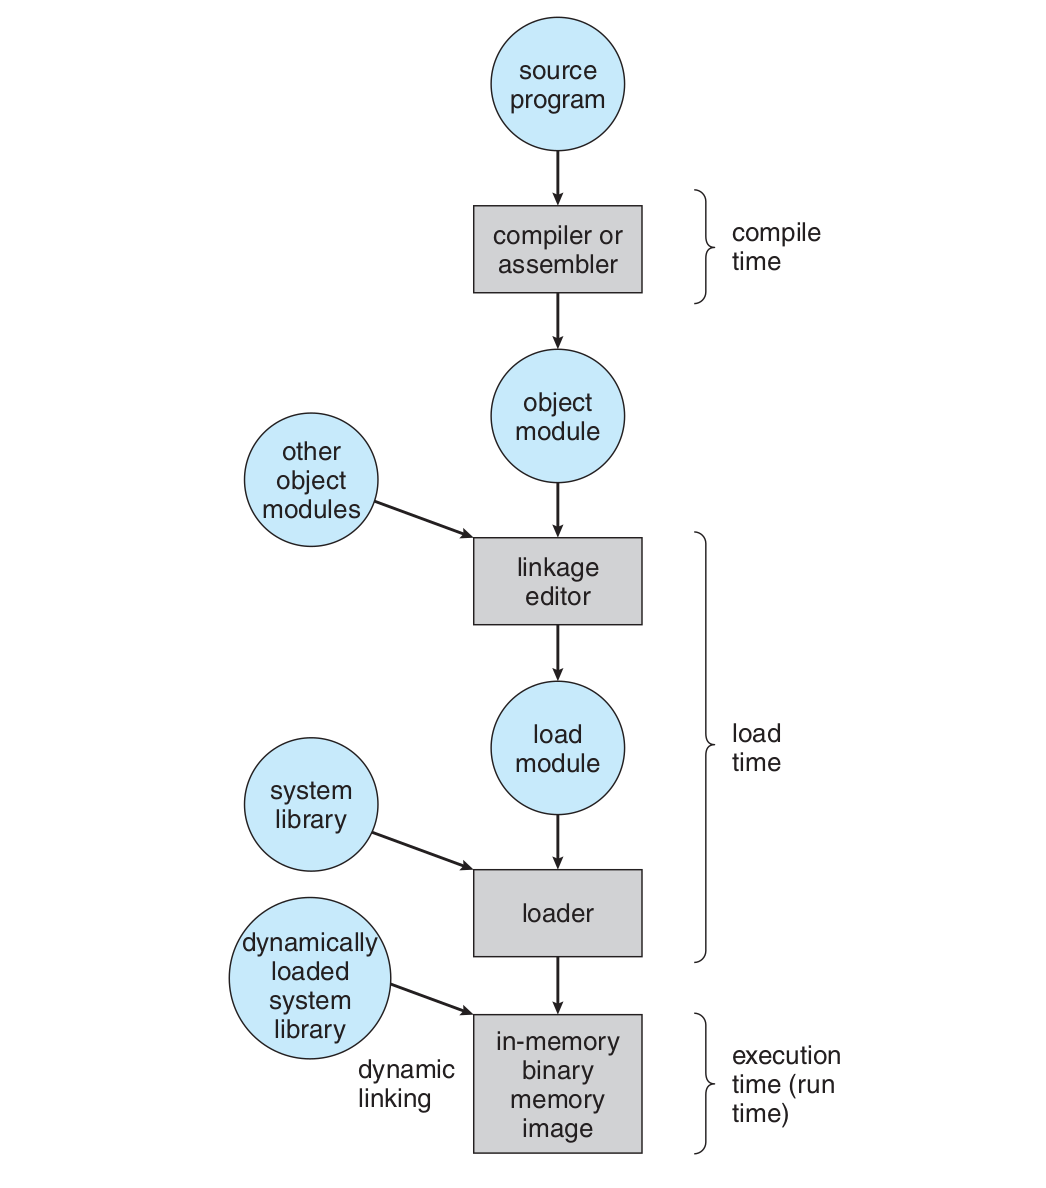 source
program
compiler or
assembler
compile
time
object
module
other
object
modules
linkage
editor
load
module
load
time
system
library
loader
dynamically
loaded
system
library
dynamic
linking
in-memory
binary
memory
image
execution
time (run
time)